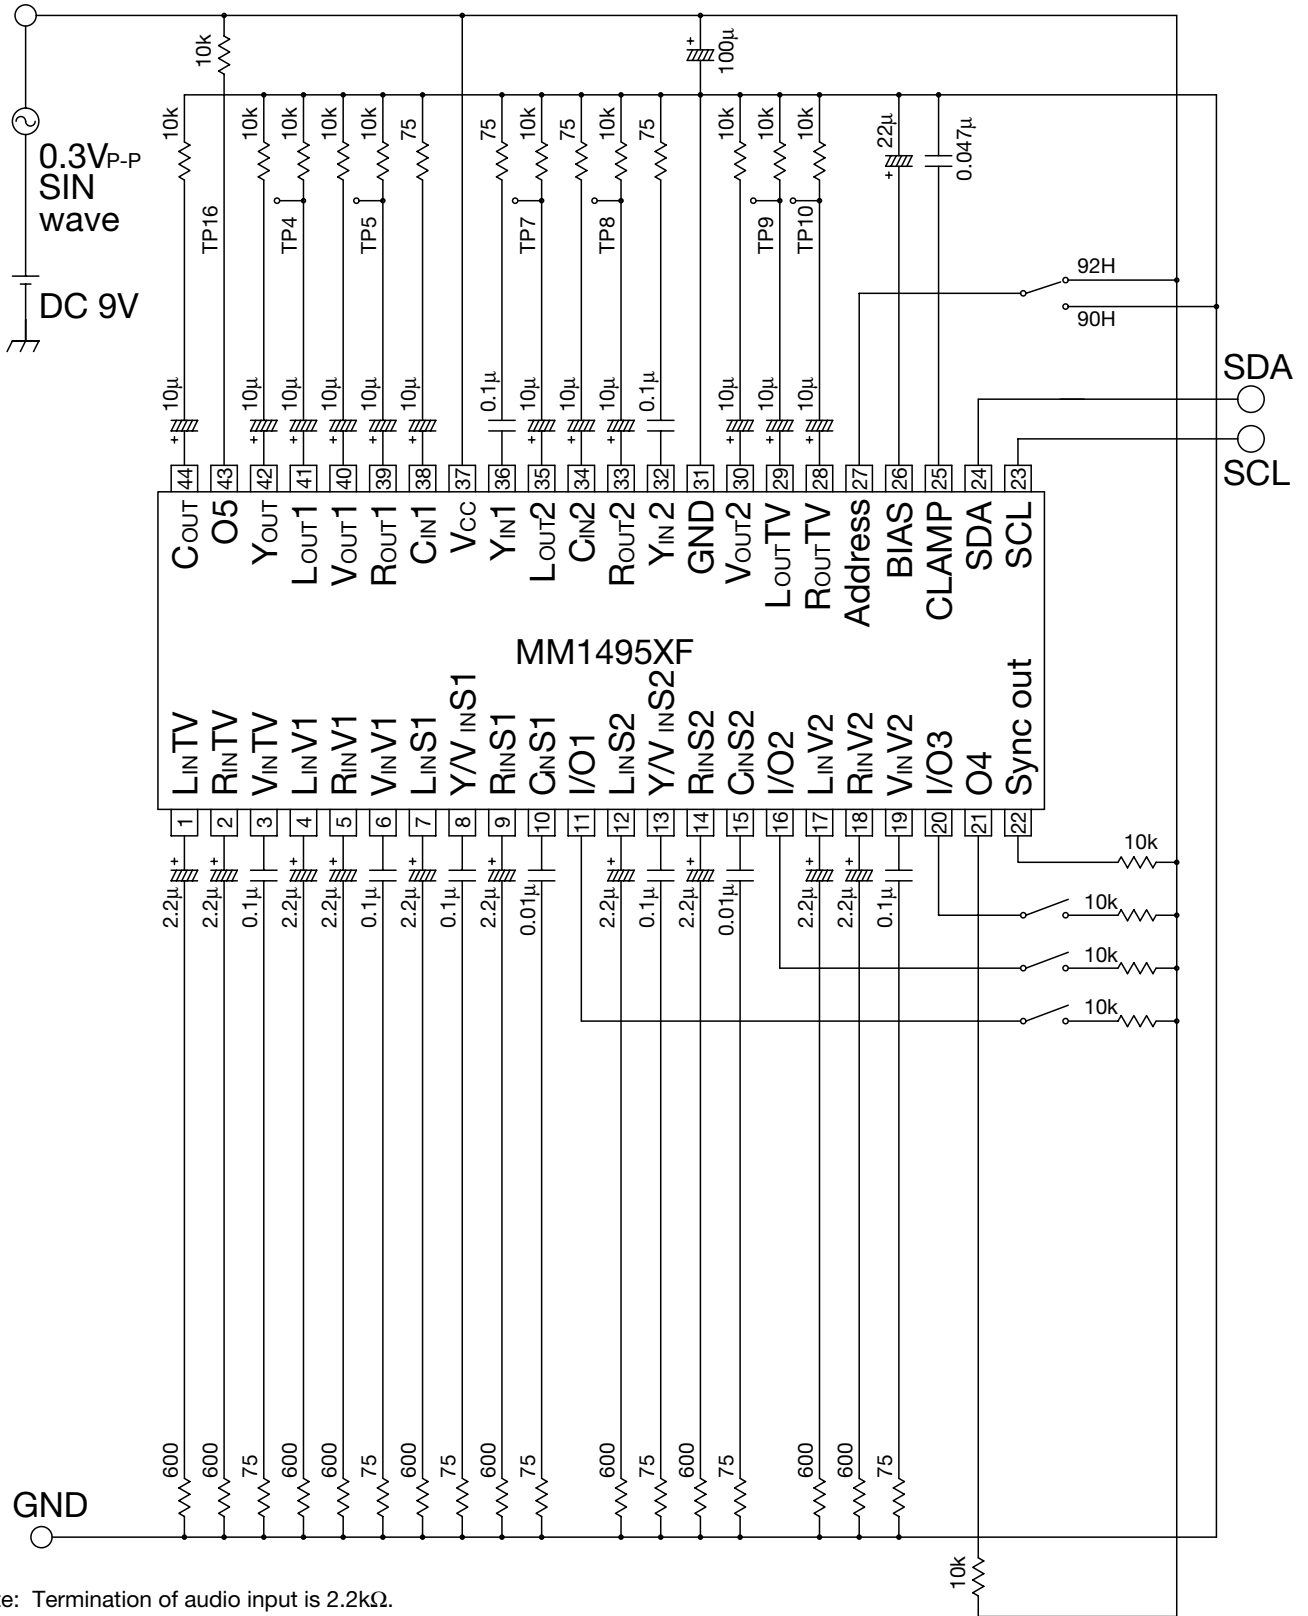 10k
100µ
0.3VP-P
SIN
wave
DC 9V
10k
10k
10k
10k
10k
75
75
10k
75
10k
75
10k
10k
10k
22µ
0.047µ
TP16
TP4
TP5
TP7
TP8
TP9
TP10
92H
90H
SDA
SCL
10µ
10µ
10µ
10µ
10µ
10µ
0.1µ
10µ
10µ
10µ
0.1µ
10µ
10µ
10µ
+
+
+
+
+
+
+
+
+
+
+
+
+
+
44
43
42
41
40
39
38
37
36
35
34
33
32
31
30
29
28
27
26
25
24
23
COUT
O5
YOUT
LOUT1
VOUT1
ROUT1
CIN1
VCC
YIN1
LOUT2
CIN2
ROUT2
YIN2
GND
VOUT2
LOUTTV
ROUTTV
Address
BIAS
CLAMP
SDA
SCL
MM1495XF
LINTV
RINTV
VINTV
LINV1
RINV1
VINV1
LINS1
Y/VINS1
RINS1
CINS1
I/O1
LINS2
Y/VINS2
RINS2
CINS2
I/O2
LINV2
RINV2
VINV2
I/O3
O4
Sync out
1
2
3
4
5
6
7
8
9
10
11
12
13
14
15
16
17
18
19
20
21
22
+
+
+
+
+
+
+
+
+
+
2.2µ
2.2µ
0.1µ
2.2µ
2.2µ
0.1µ
2.2µ
0.1µ
2.2µ
0.01µ
2.2µ
0.1µ
2.2µ
0.01µ
2.2µ
2.2µ
0.1µ
10k
10k
10k
10k
600
600
75
600
600
75
600
75
600
75
600
75
600
75
600
600
75
GND
10k
te: Termination of audio input is 2.2kΩ.